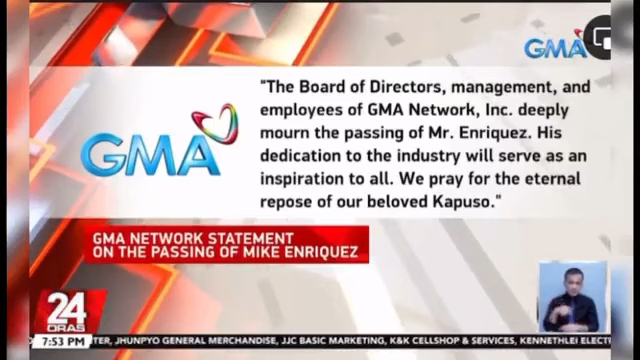 GMA
"The Board of Directors, management, and
employees of GMA Network, Inc. deeply
mourn the passing of Mr. Enriquez. His
dedication to the industry will serve as an
inspiration to all. We pray for the eternal
repose of our beloved Kapuso."
GMA
GMA NETWORK STATEMENT
ON THE PASSING OF MIKE ENRIQUEZ
24
ORAS
7:53 PM
TER, JHUNPYO GENERAL MERCHANDISE, JJC BASIC MARKETING, K&K CELLSHOP & SERVICES, KENNETHLEI ELECTR